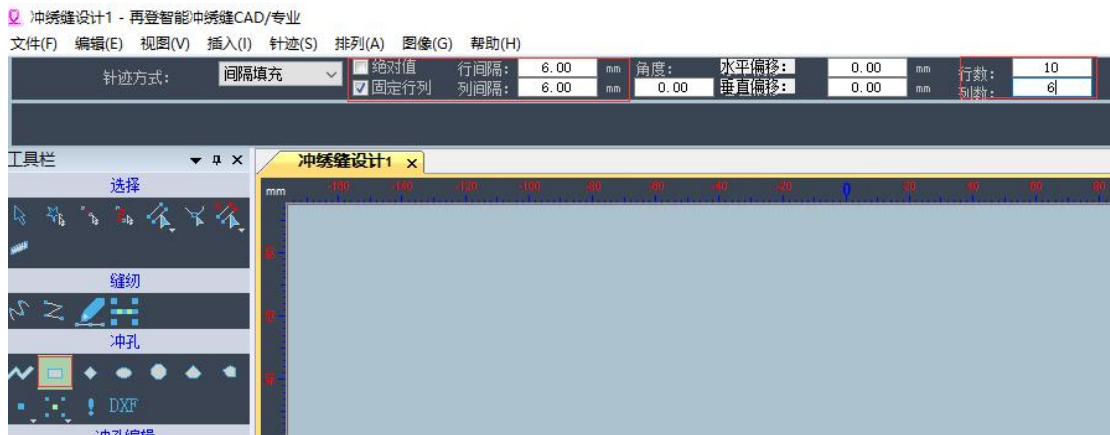 冲绣缝设计1 - 再登智能冲绣缝CAD/专业
文件(F) 编辑(E) 视图(V) 插入(I) 针迹(S) 排列(A) 图像(G) 帮助(H)
针迹方式: 间隔填充 绝对值 行间隔: 6.00 mm 角度: 水平偏移: 0.00 mm 行数: 10
固定行列 列间隔: 6.00 mm 0.00 垂直偏移: 0.00 mm 列数: 6
工具栏 冲绣缝设计1
选择
mm -160 -140 -120 -100 -80 -60 -40 -20 0 20 40 60 80
缝纫
冲孔
DXF
冲孔编辑